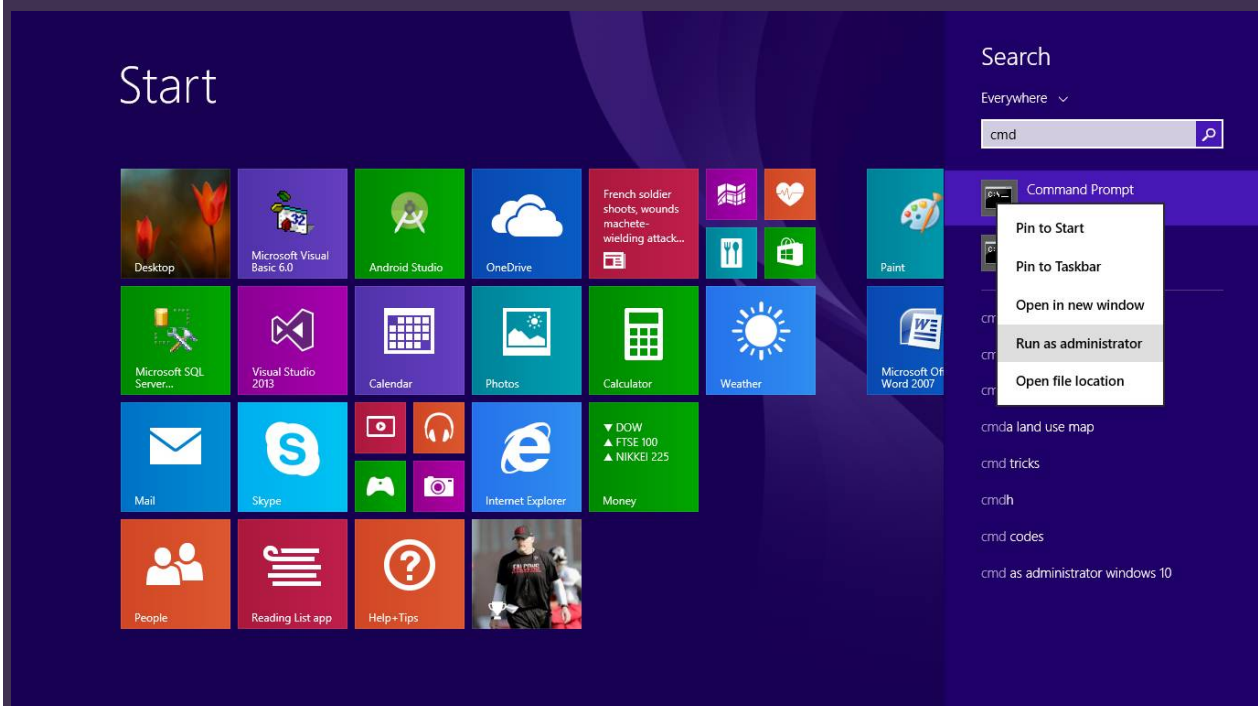 Start
Search
Everywhere
cmd
Command Prompt
Pin to Start
Pin to Taskbar
Open in new window
Run as administrator
Open file location
cm
cm
cm
cmda land use map
cmd tricks
cmdh
cmd codes
cmd as administrator windows 10
Desktop
Microsoft Visual
Basic 6.0
32
Android Studio
OneDrive
French soldier
shoots, wounds
machete-
wielding attack...
Paint
Microsoft SQL
Server...
Visual Studio
2013
Calendar
Photos
Calculator
Weather
W
Microsoft Of
Word 2007
Mail
S
Skype
Internet Explorer
▼ DOW
▲ FTSE 100
▲ NIKKEI 225
Money
People
Reading List app
?
Help+Tips